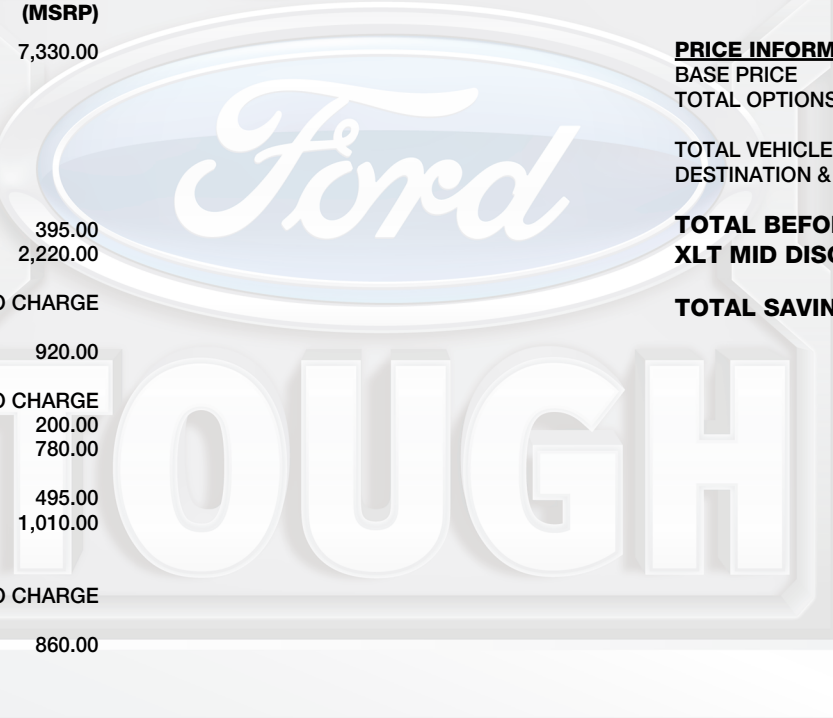 (MSRP)
7,330.00
395.00
2,220.00
CHARGE
920.00
CHARGE
200.00
780.00
495.00
1,010.00
CHARGE
860.00
Ford
TOUGH
PRICE INFORM
BASE PRICE
TOTAL OPTIONS
TOTAL VEHICLE
DESTINATION &
TOTAL BEFO
XLT MID DISC
TOTAL SAVIN